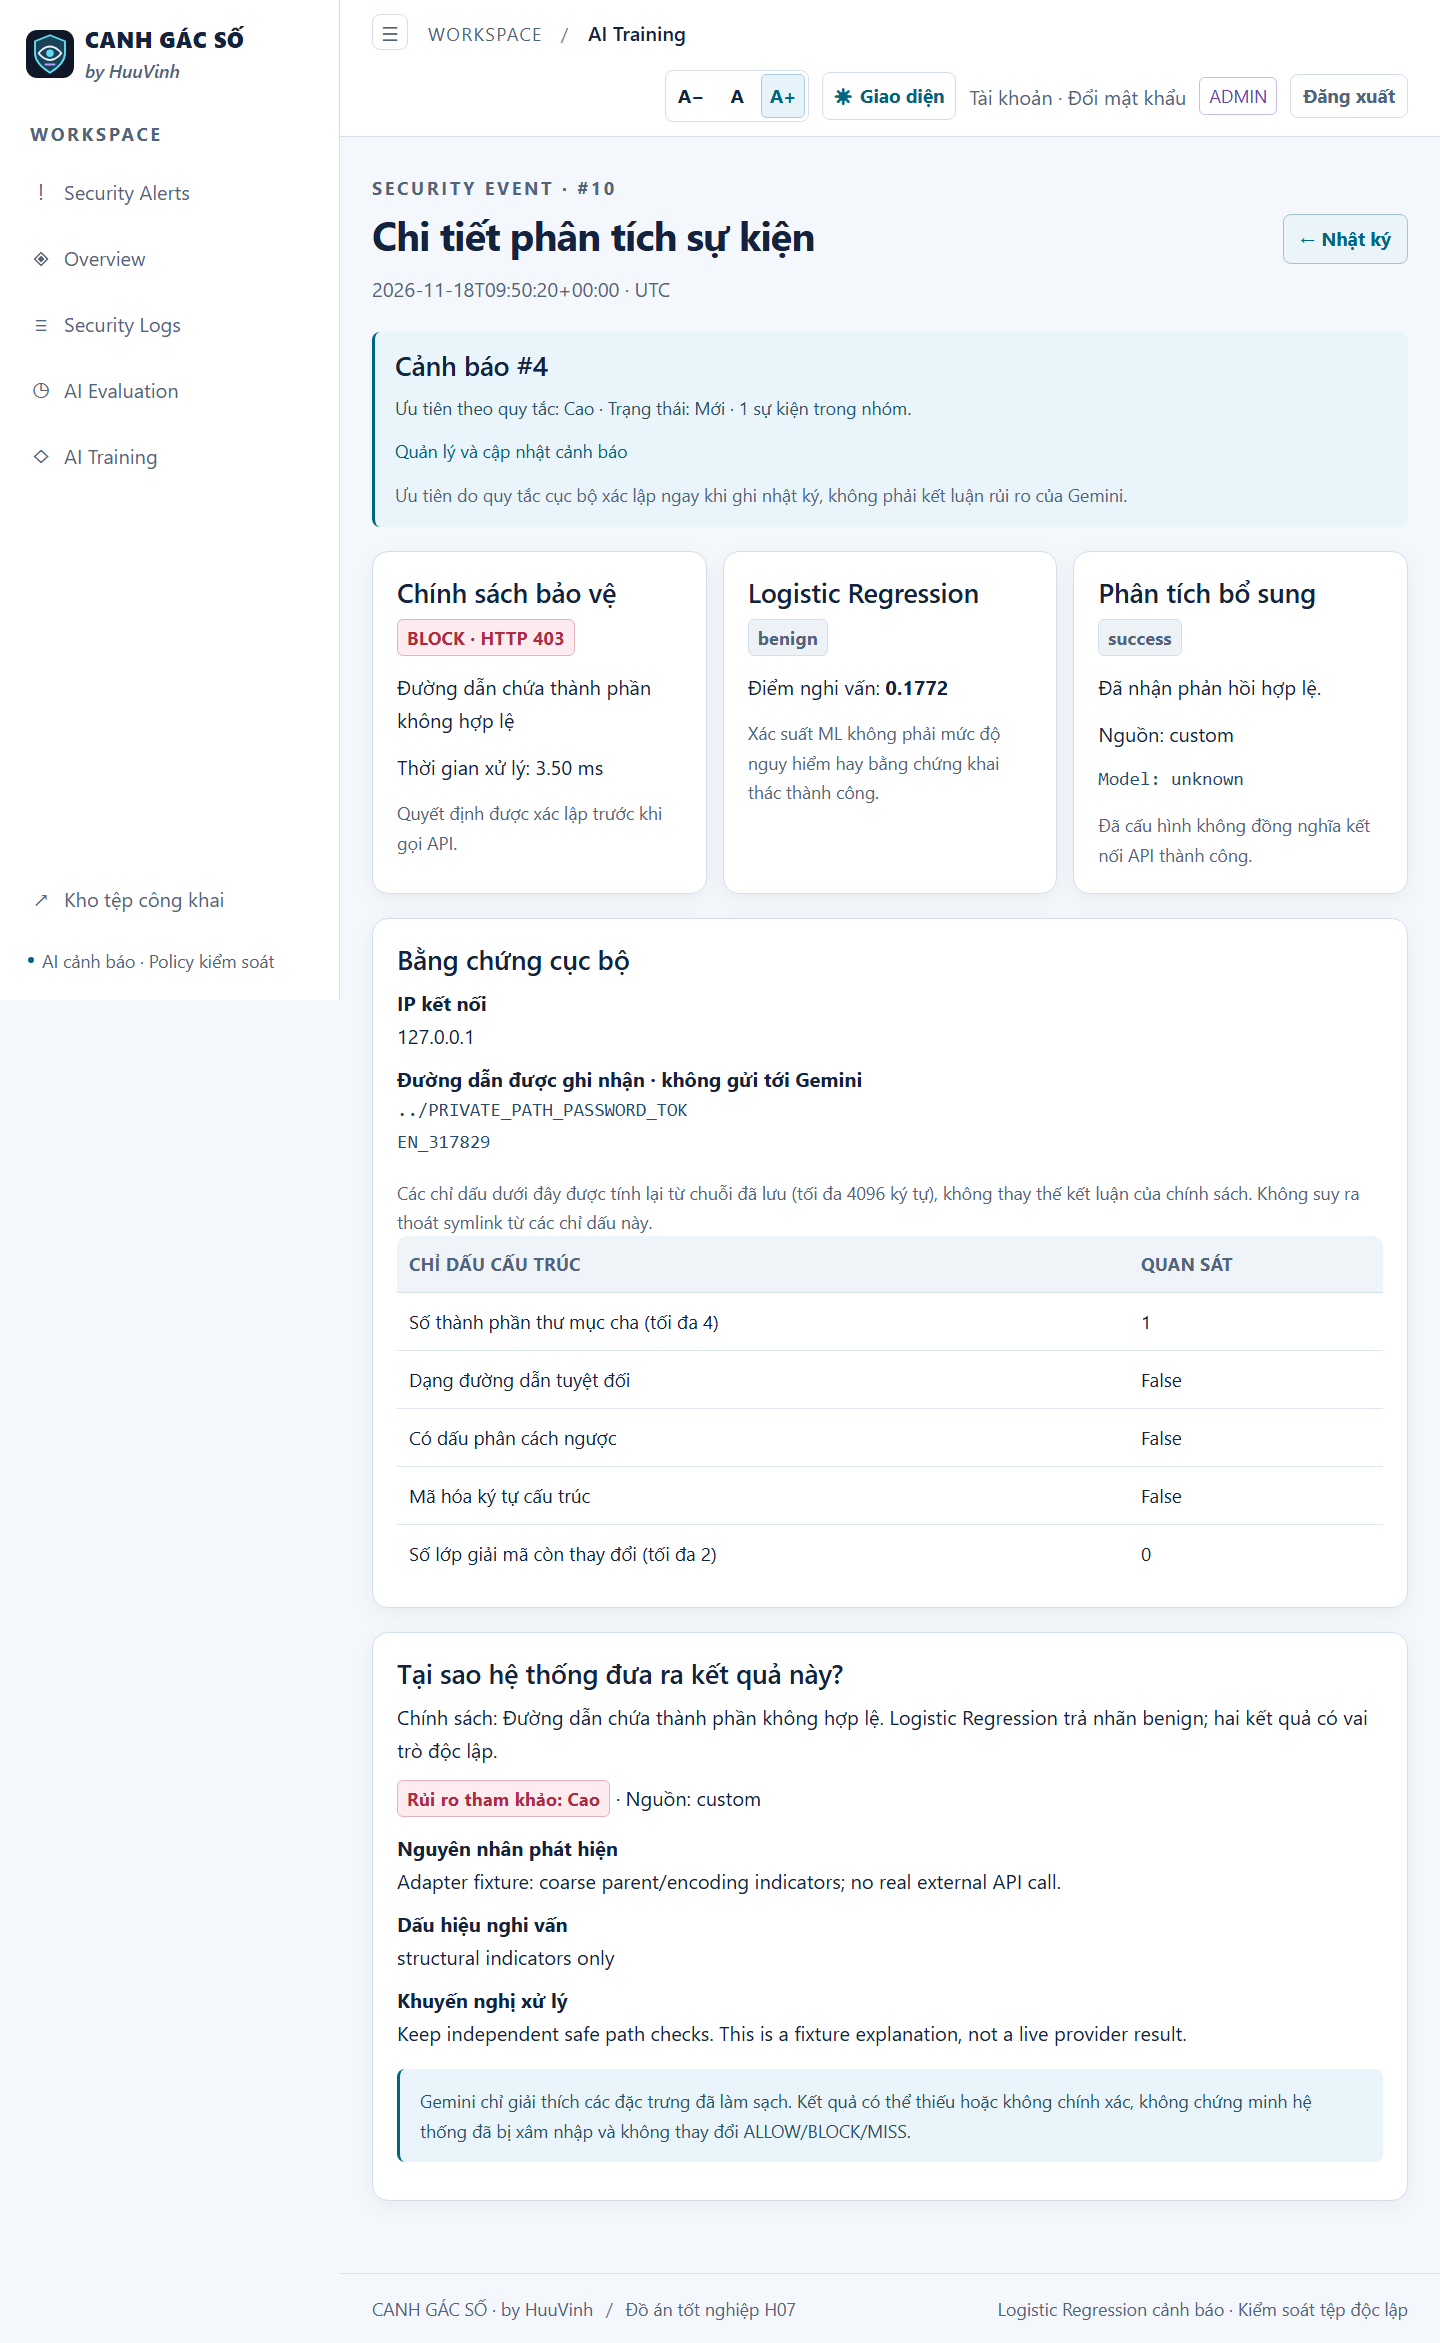 CANH GÁC SỐ
by HuuVinh
WORKSPACE
! Security Alerts
Overview
Security Logs
AI Evaluation
AI Training
Kho tệp công khai
AI cảnh báo · Policy kiểm soát
WORKSPACE / AI Training
A− A A+ Giao diện Tài khoản · Đổi mật khẩu ADMIN Đăng xuất
SECURITY EVENT · #10
Chi tiết phân tích sự kiện
← Nhật ký
2026-11-18T09:50:20+00:00 · UTC
Cảnh báo #4
Ưu tiên theo quy tắc: Cao · Trạng thái: Mới · 1 sự kiện trong nhóm.
Quản lý và cập nhật cảnh báo
Ưu tiên do quy tắc cục bộ xác lập ngay khi ghi nhật ký, không phải kết luận rủi ro của Gemini.
Chính sách bảo vệ
BLOCK · HTTP 403
Đường dẫn chứa thành phần
không hợp lệ
Thời gian xử lý: 3.50 ms
Quyết định được xác lập trước khi
gọi API.
Logistic Regression
benign
Điểm nghi vấn: 0.1772
Xác suất ML không phải mức độ
nguy hiểm hay bằng chứng khai
thác thành công.
Phân tích bổ sung
success
Đã nhận phản hồi hợp lệ.
Nguồn: custom
Model: unknown
Đã cấu hình không đồng nghĩa kết
nối API thành công.
Bằng chứng cục bộ
IP kết nối
127.0.0.1
Đường dẫn được ghi nhận · không gửi tới Gemini
../PRIVATE_PATH_PASSWORD_TOK
EN_317829
Các chỉ dấu dưới đây được tính lại từ chuỗi đã lưu (tối đa 4096 ký tự), không thay thế kết luận của chính sách. Không suy ra
thoát symlink từ các chỉ dấu này.
CHỈ DẤU CẤU TRÚC QUAN SÁT
Số thành phần thư mục cha (tối đa 4) 1
Dạng đường dẫn tuyệt đối False
Có dấu phân cách ngược False
Mã hóa ký tự cấu trúc False
Số lớp giải mã còn thay đổi (tối đa 2) 0
Tại sao hệ thống đưa ra kết quả này?
Chính sách: Đường dẫn chứa thành phần không hợp lệ. Logistic Regression trả nhãn benign; hai kết quả có vai
trò độc lập.
Rủi ro tham khảo: Cao · Nguồn: custom
Nguyên nhân phát hiện
Adapter fixture: coarse parent/encoding indicators; no real external API call.
Dấu hiệu nghi vấn
structural indicators only
Khuyến nghị xử lý
Keep independent safe path checks. This is a fixture explanation, not a live provider result.
Gemini chỉ giải thích các đặc trưng đã làm sạch. Kết quả có thể thiếu hoặc không chính xác, không chứng minh hệ
thống đã bị xâm nhập và không thay đổi ALLOW/BLOCK/MISS.
CANH GÁC SỐ · by HuuVinh / Đồ án tốt nghiệp H07
Logistic Regression cảnh báo · Kiểm soát tệp độc lập